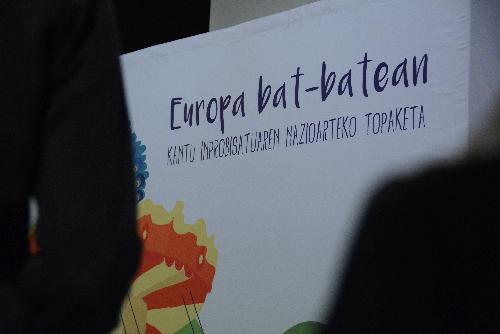 Europa bat-batean
KANTU INPROBISATUAREN NAZIOARTEKO TOPAKETA